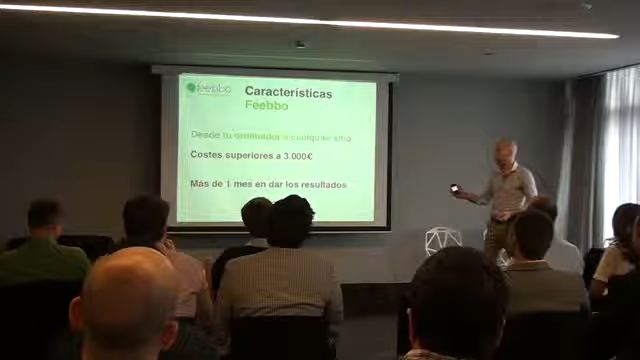 feebbo
Características
Feebbo
Desde tu ordenador a cualquier sitio
Costes superiores a 3.000€
Más de 1 mes en dar los resultados